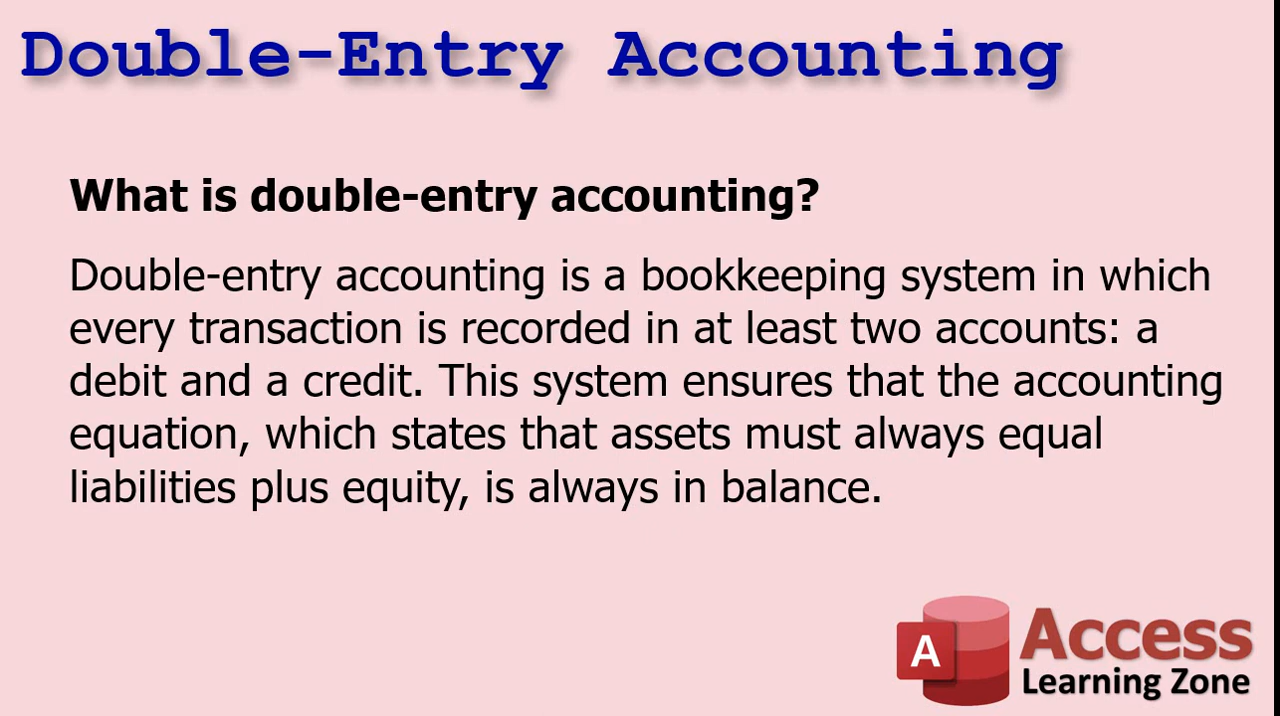 Double-Entry Accounting
What is double-entry accounting?
Double-entry accounting is a bookkeeping system in which
every transaction is recorded in at least two accounts: a
debit and a credit. This system ensures that the accounting
equation, which states that assets must always equal
liabilities plus equity, is always in balance.
A
Access
Learning Zone